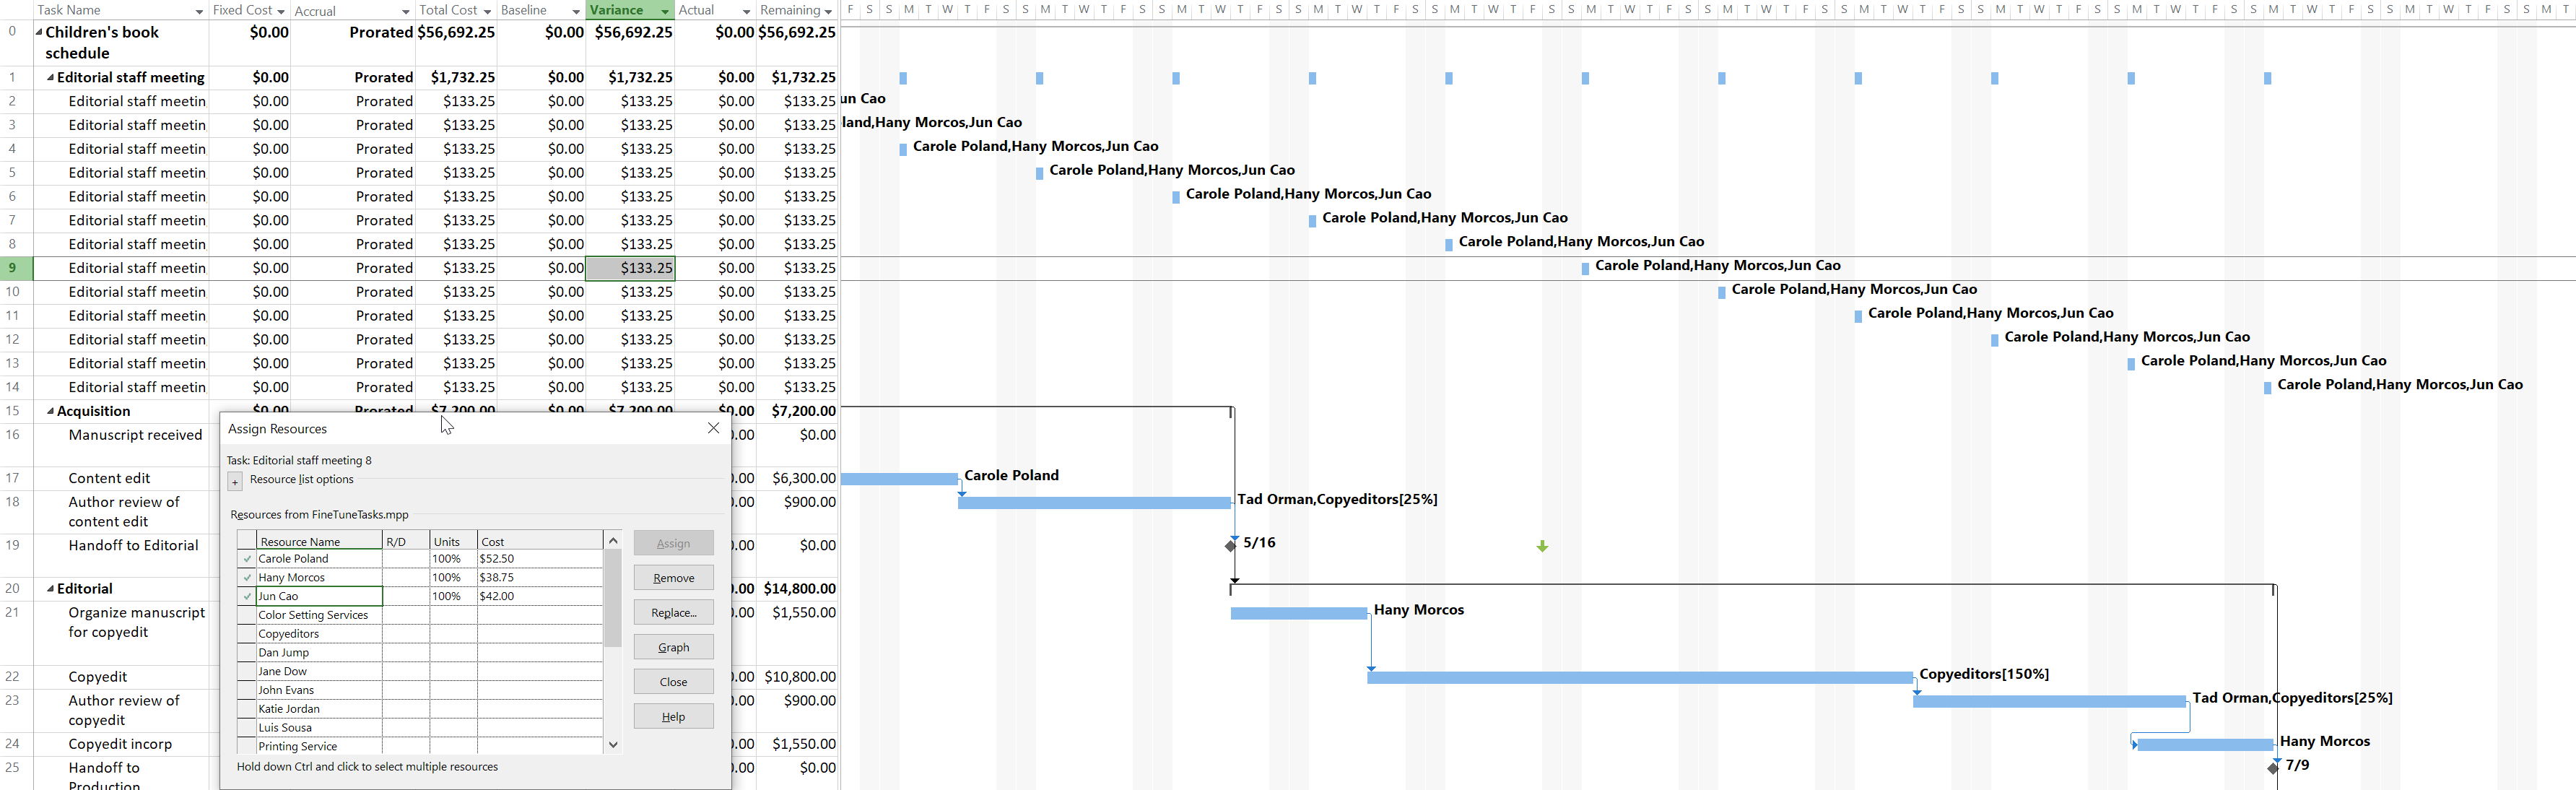 Task Name Fixed Cost Accrual Total Cost Baseline Variance Actual Remaining F S S M T W T F S S M T W T F S S M T W T F S S M T W T F S S M T W T F S S M T W T F S S M T W T F S S M T W T F S S M T W T F S S M T W T F S S M T W T F S S M T W T F S S M T
0 Children's book schedule $0.00 Prorated $56,692.25 $0.00 $56,692.25 $0.00 $56,692.25
1 Editorial staff meeting $0.00 Prorated $1,732.25 $0.00 $1,732.25 $0.00 $1,732.25
2 Editorial staff meetin $0.00 Prorated $133.25 $0.00 $133.25 $0.00 $133.25 un Cao
3 Editorial staff meetin $0.00 Prorated $133.25 $0.00 $133.25 $0.00 $133.25 land,Hany Morcos,Jun Cao
4 Editorial staff meetin $0.00 Prorated $133.25 $0.00 $133.25 $0.00 $133.25 Carole Poland,Hany Morcos,Jun Cao
5 Editorial staff meetin $0.00 Prorated $133.25 $0.00 $133.25 $0.00 $133.25 Carole Poland,Hany Morcos,Jun Cao
6 Editorial staff meetin $0.00 Prorated $133.25 $0.00 $133.25 $0.00 $133.25 Carole Poland,Hany Morcos,Jun Cao
7 Editorial staff meetin $0.00 Prorated $133.25 $0.00 $133.25 $0.00 $133.25 Carole Poland,Hany Morcos,Jun Cao
8 Editorial staff meetin $0.00 Prorated $133.25 $0.00 $133.25 $0.00 $133.25 Carole Poland,Hany Morcos,Jun Cao
9 Editorial staff meetin $0.00 Prorated $133.25 $0.00 $133.25 $0.00 $133.25 Carole Poland,Hany Morcos,Jun Cao
10 Editorial staff meetin $0.00 Prorated $133.25 $0.00 $133.25 $0.00 $133.25 Carole Poland,Hany Morcos,Jun Cao
11 Editorial staff meetin $0.00 Prorated $133.25 $0.00 $133.25 $0.00 $133.25 Carole Poland,Hany Morcos,Jun Cao
12 Editorial staff meetin $0.00 Prorated $133.25 $0.00 $133.25 $0.00 $133.25 Carole Poland,Hany Morcos,Jun Cao
13 Editorial staff meetin $0.00 Prorated $133.25 $0.00 $133.25 $0.00 $133.25 Carole Poland,Hany Morcos,Jun Cao
14 Editorial staff meetin $0.00 Prorated $133.25 $0.00 $133.25 $0.00 $133.25 Carole Poland,Hany Morcos,Jun Cao
15 Acquisition $0.00 Prorated $7,200.00 $0.00 $7,200.00 $0.00 $7,200.00
16 Manuscript received 0.00 $0.00
17 Content edit 0.00 $6,300.00 Carole Poland
18 Author review of content edit 0.00 $900.00 Tad Orman,Copyeditors[25%]
19 Handoff to Editorial 0.00 $0.00 5/16
20 Editorial 0.00 $14,800.00
21 Organize manuscript for copyedit 0.00 $1,550.00 Hany Morcos
22 Copyedit 0.00 $10,800.00 Copyeditors[150%]
23 Author review of copyedit 0.00 $900.00 Tad Orman,Copyeditors[25%]
24 Copyedit incorp 0.00 $1,550.00 Hany Morcos
25 Handoff to Production 0.00 $0.00 7/9
Assign Resources
Task: Editorial staff meeting 8
+ Resource list options
Resources from FineTuneTasks.mpp
Resource Name R/D Units Cost
Carole Poland 100% $52.50
Hany Morcos 100% $38.75
Jun Cao 100% $42.00
Color Setting Services
Copyeditors
Dan Jump
Jane Dow
John Evans
Katie Jordan
Luis Sousa
Printing Service
Assign
Remove
Replace...
Graph
Close
Help
Hold down Ctrl and click to select multiple resources